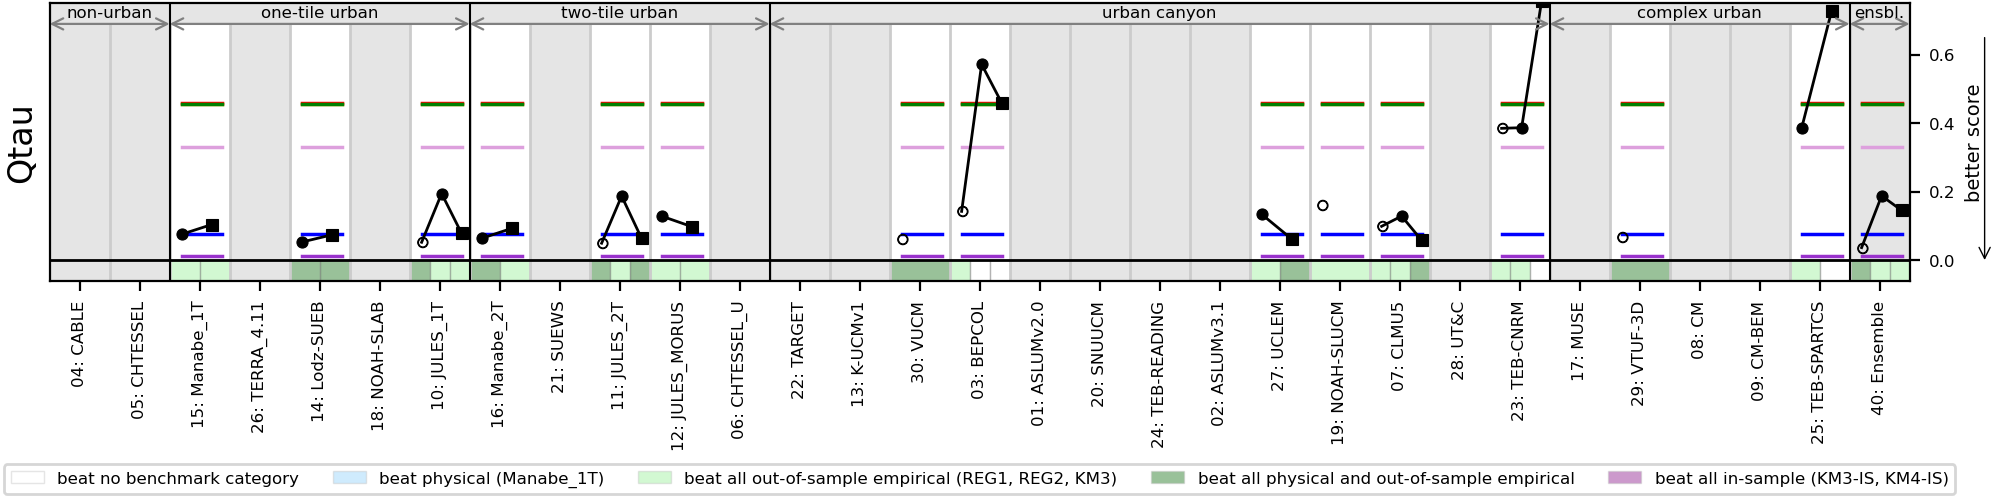 non-urban one-tile urban two-tile urban urban canyon complex urban ensbl.
Qtau
0.6
0.4
0.2
0.0
better score
04: CABLE
05: CHTESSEL
15: Manabe_1T
26: TERRA_4.11
14: Lodz-SUEB
18: NOAH-SLAB
10: JULES_1T
16: Manabe_2T
21: SUEWS
11: JULES_2T
12: JULES_MORUS
06: CHTESSEL_U
22: TARGET
13: K-UCMv1
30: VUCM
03: BEPCOL
01: ASLUMv2.0
20: SNUUCM
24: TEB-READING
02: ASLUMv3.1
27: UCLEM
19: NOAH-SLUCM
07: CLMU5
28: UT&C
23: TEB-CNRM
17: MUSE
29: VTUF-3D
08: CM
09: CM-BEM
25: TEB-SPARTCS
40: Ensemble
beat no benchmark category beat physical (Manabe_1T) beat all out-of-sample empirical (REG1, REG2, KM3) beat all physical and out-of-sample empirical beat all in-sample (KM3-IS, KM4-IS)